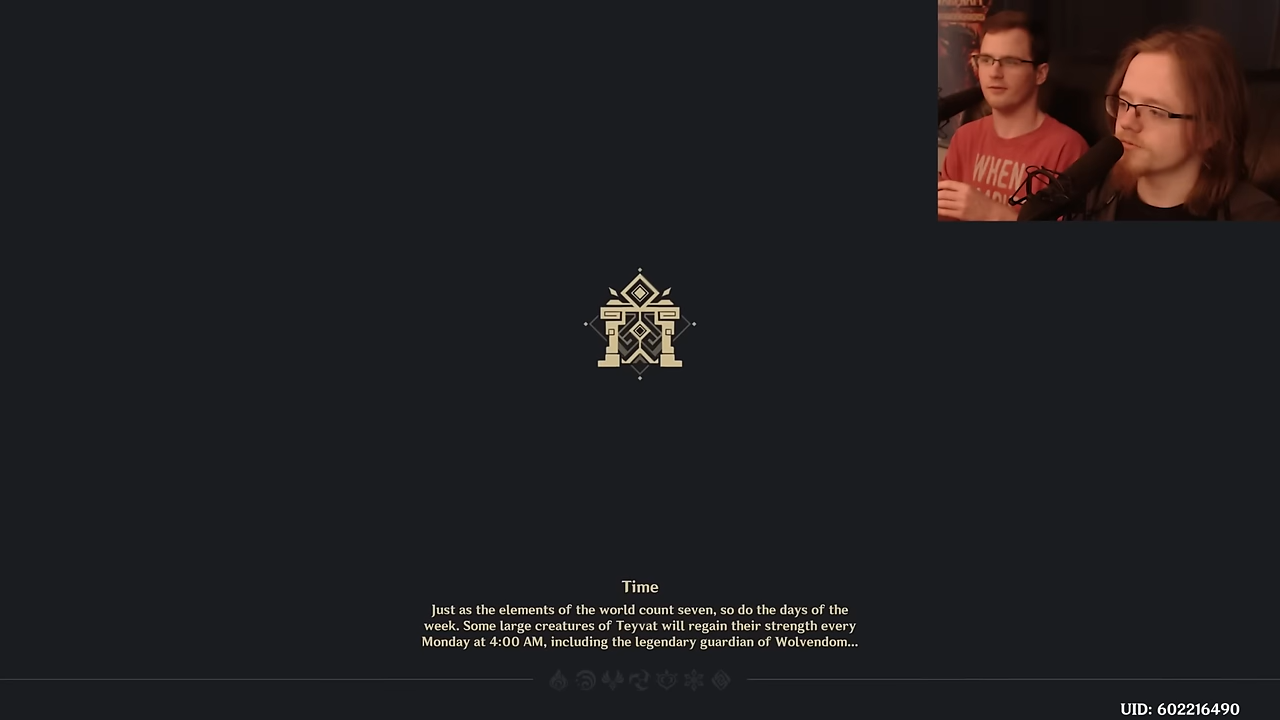 WHEN
Time
Just as the elements of the world count seven, so do the days of the
week. Some large creatures of Teyvat will regain their strength every
Monday at 4:00 AM, including the legendary guardian of Wolvendom...
UID: 602216490